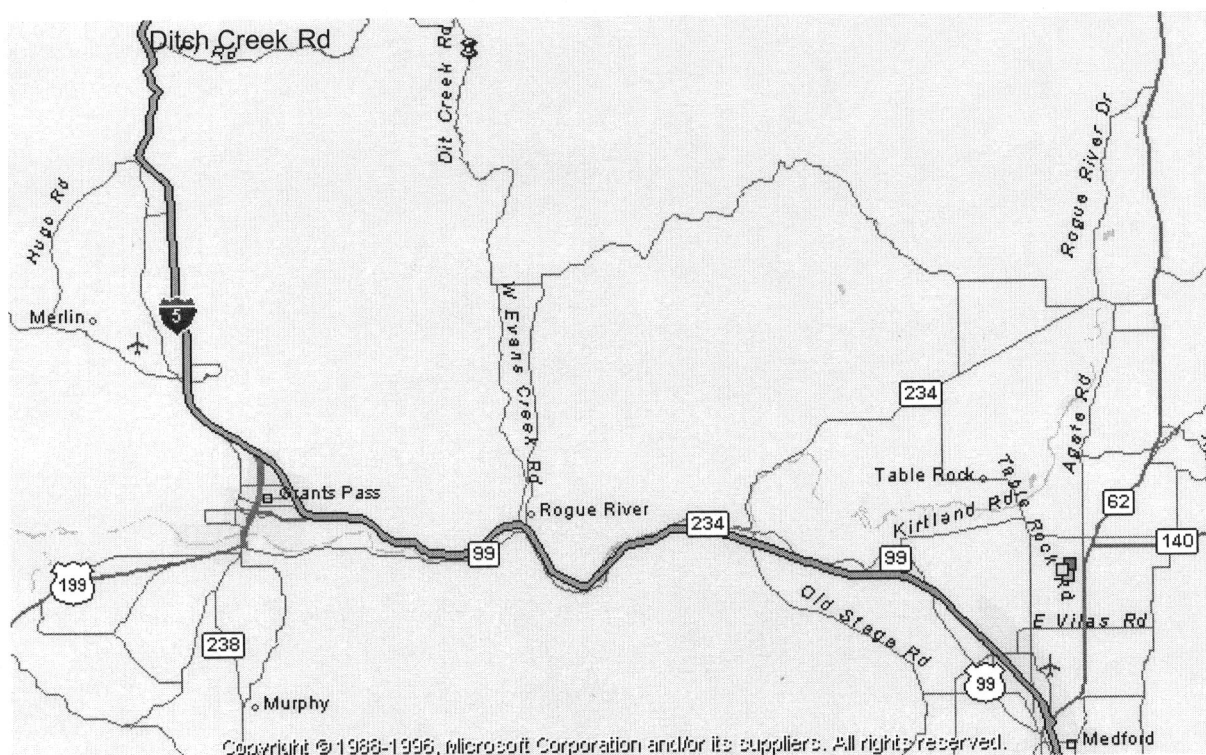 Ditch Creek Rd
Rd
Dit Creek Rd
Rogue River Dr
Hugo Rd
5
Merlin
W Evans Creek Rd
234
Agate Rd
Table Rock
Table Rock Rd
Grants Pass
Rogue River
Kirtland Rd
62
234
99
99
140
199
Old Stage Rd
E Vilas Rd
238
99
Murphy
Medford
Copyright © 1988-1996, Microsoft Corporation and/or its suppliers. All rights reserved.